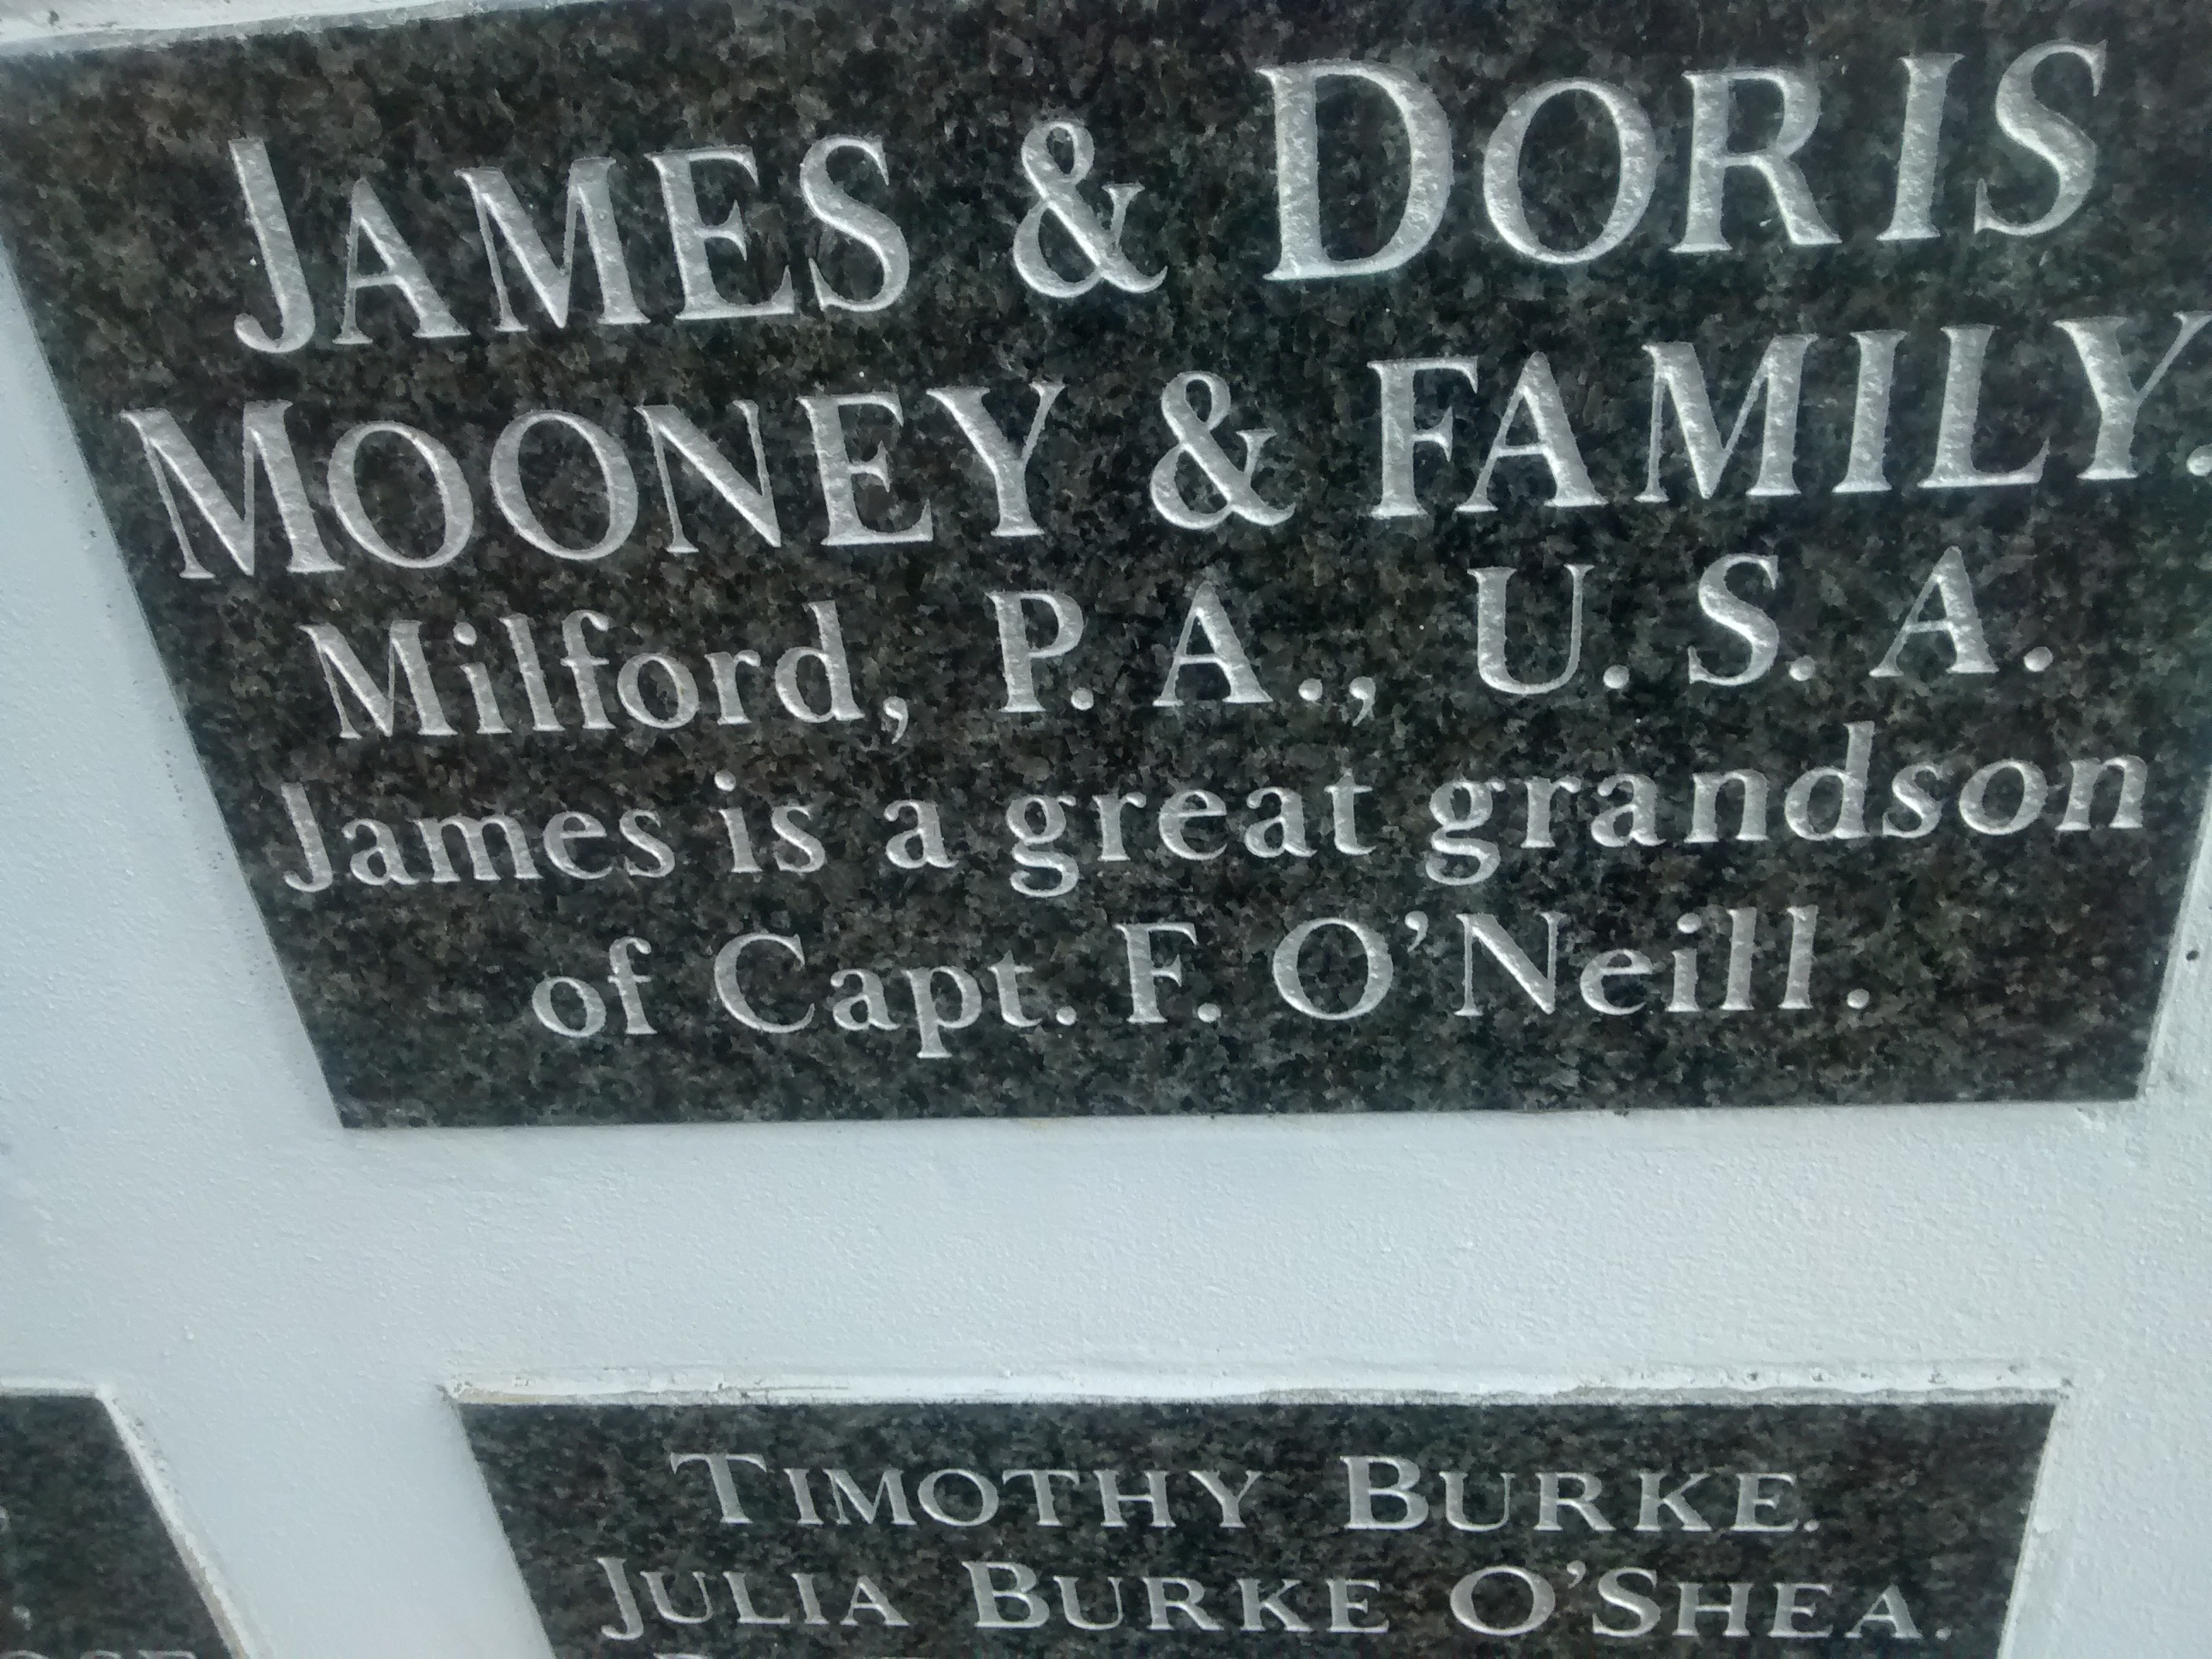 JAMES & DORIS
MOONEY & FAMILY.
Milford, P. A., U. S. A.
James is a great grandson
of Capt. F. O'Neill.
TIMOTHY BURKE.
JULIA BURKE O'SHEA.